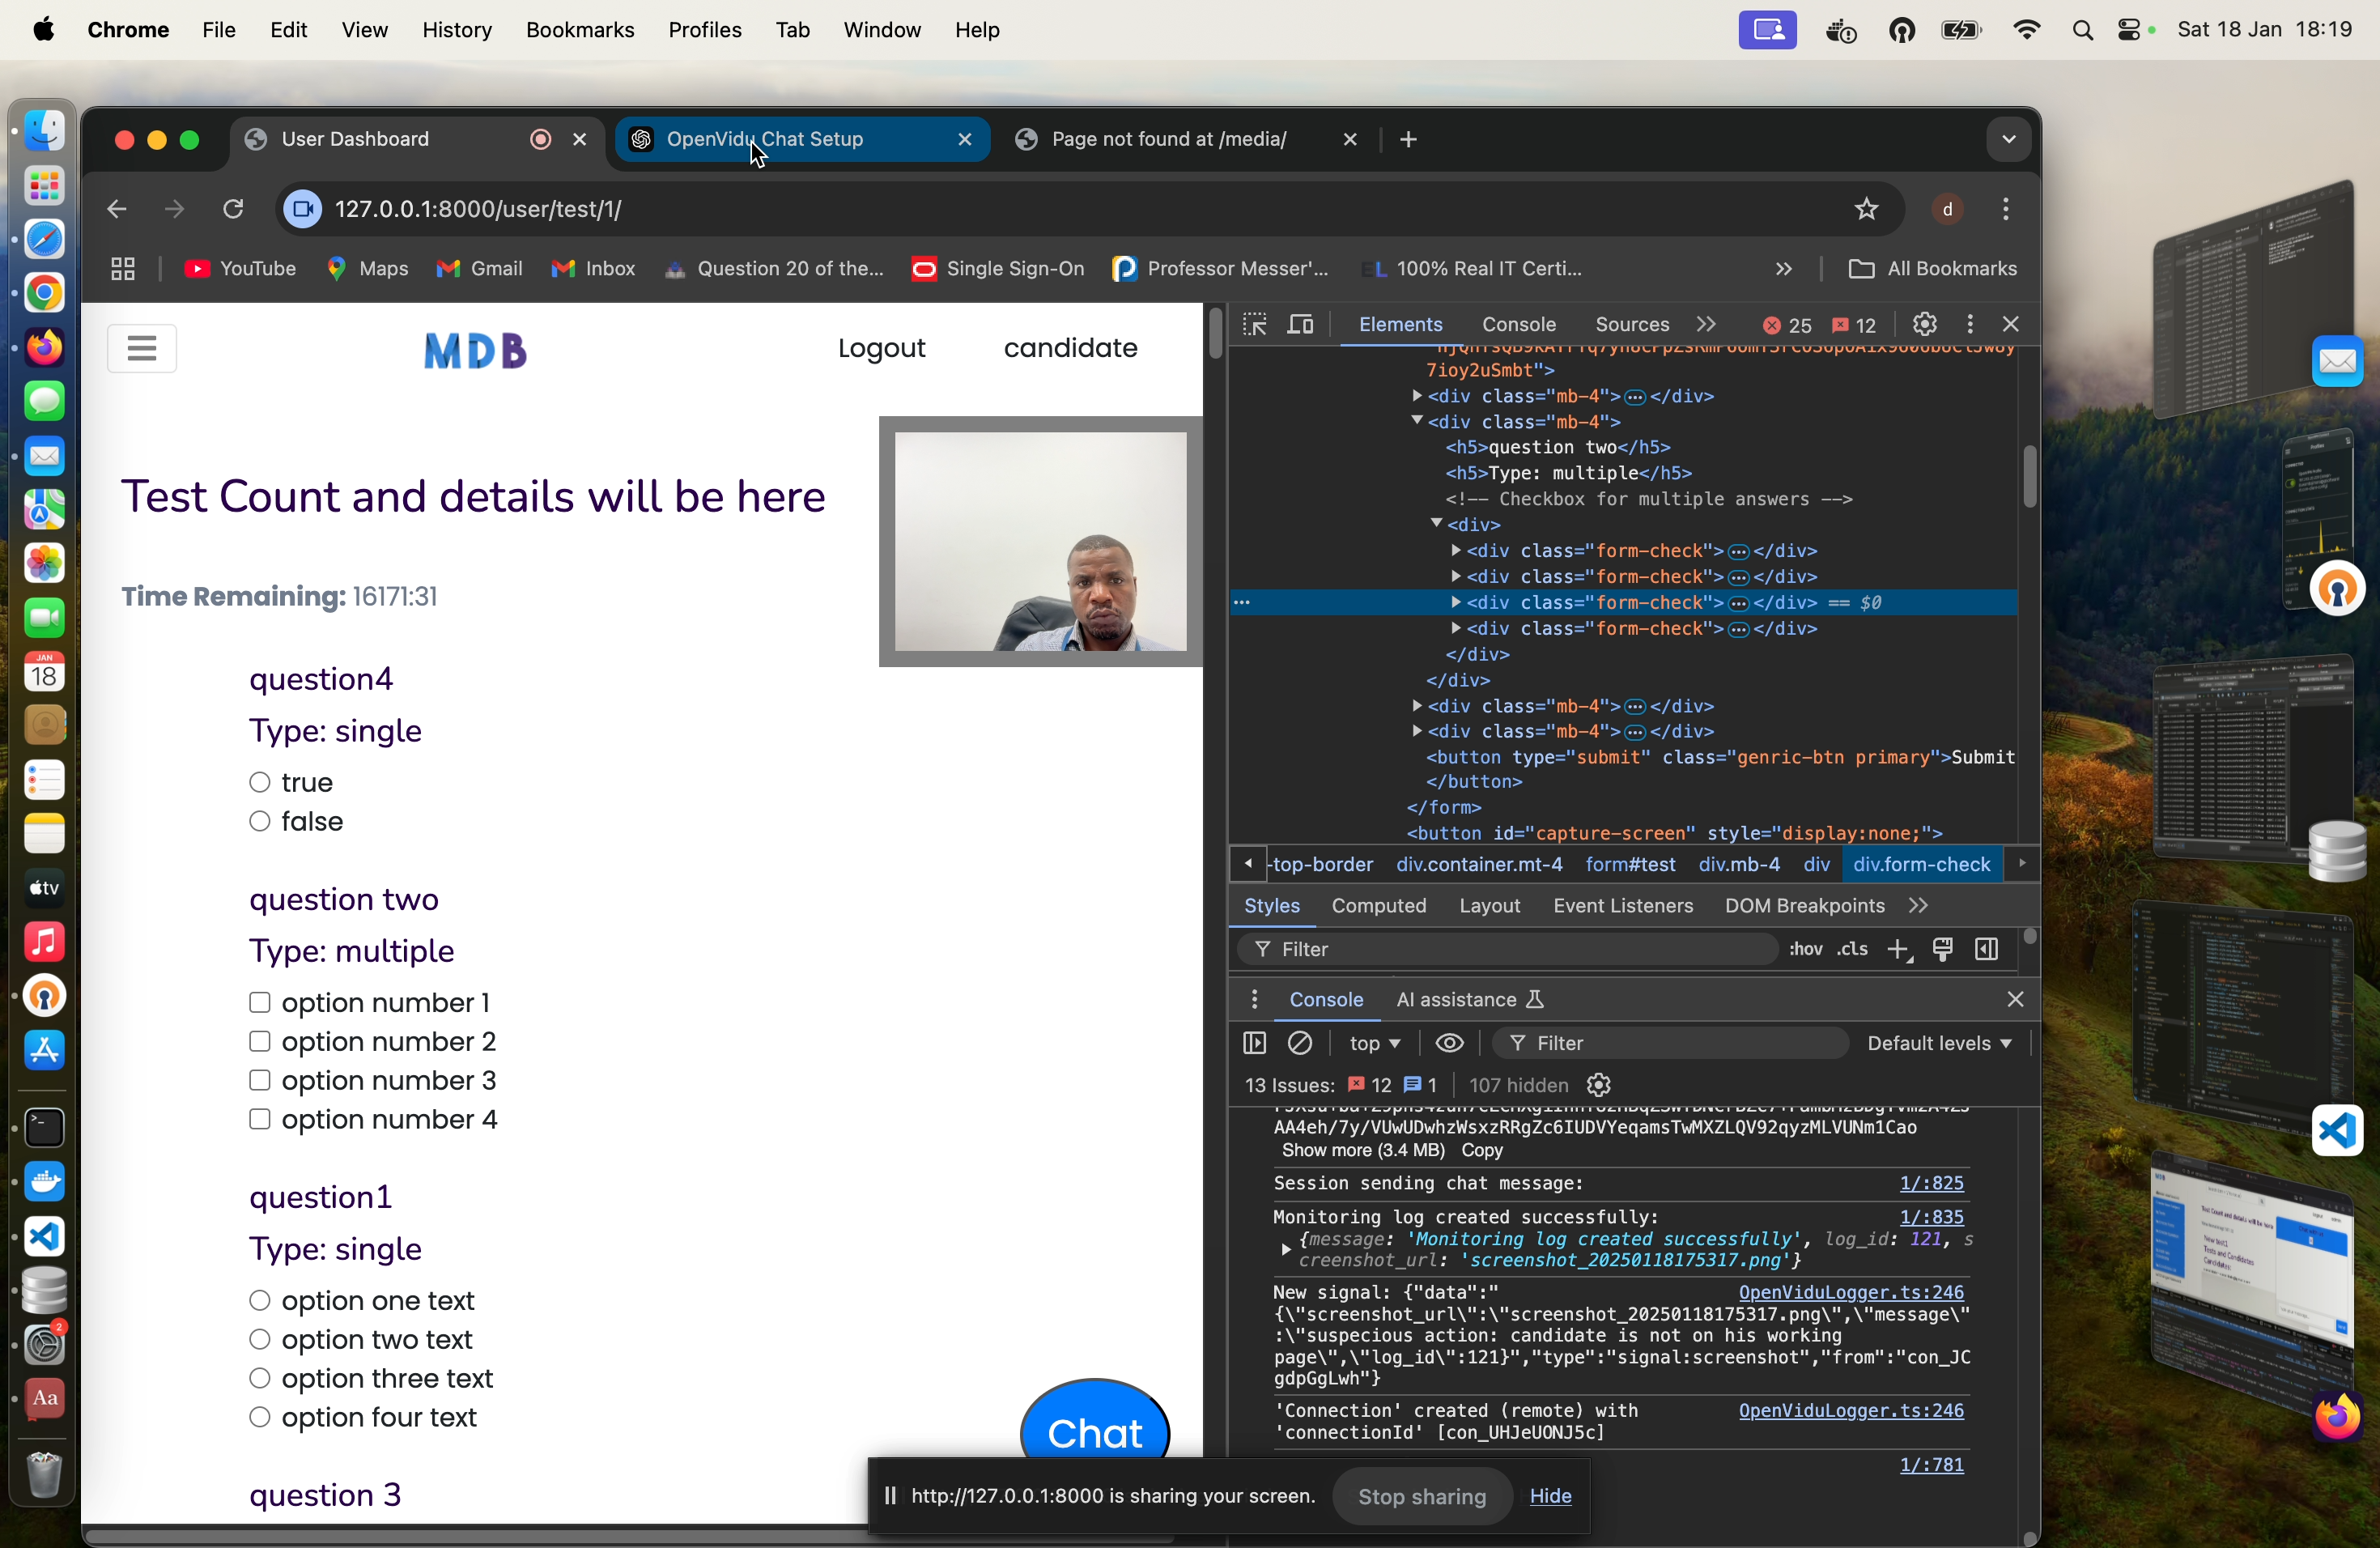 Chrome File Edit View History Bookmarks Profiles Tab Window Help Sat 18 Jan 18:19
User Dashboard OpenVidu Chat Setup Page not found at /media/
127.0.0.1:8000/user/test/1/ d
YouTube Maps Gmail Inbox Question 20 of the... Single Sign-On Professor Messer'... EL 100% Real IT Certi... All Bookmarks
MDB Logout candidate
Test Count and details will be here
Time Remaining: 16171:31
question4
Type: single
true
false
question two
Type: multiple
option number 1
option number 2
option number 3
option number 4
question1
Type: single
option one text
option two text
option three text
option four text
question 3
Chat
http://127.0.0.1:8000 is sharing your screen. Stop sharing Hide
Elements Console Sources 25 12
7ioy2uSmbt">
<div class="mb-4"></div>
<div class="mb-4">
<h5>question two</h5>
<h5>Type: multiple</h5>
<!-- Checkbox for multiple answers -->
<div>
<div class="form-check"></div>
<div class="form-check"></div>
<div class="form-check"></div> == $0
<div class="form-check"></div>
</div>
</div>
<div class="mb-4"></div>
<div class="mb-4"></div>
<button type="submit" class="genric-btn primary">Submit
</button>
</form>
<button id="capture-screen" style="display:none;">
-top-border div.container.mt-4 form#test div.mb-4 div div.form-check
Styles Computed Layout Event Listeners DOM Breakpoints
Filter :hov .cls
Console AI assistance
top Filter Default levels
13 Issues: 12 1 107 hidden
AA4eh/7y/VUwUDwhzWsxzRRgZc6IUDVYeqamsTwMXZLQV92qyzMLVUNm1Cao
Show more (3.4 MB) Copy
Session sending chat message: 1/:825
Monitoring log created successfully: 1/:835
{message: 'Monitoring log created successfully', log_id: 121, s
creenshot_url: 'screenshot_20250118175317.png'}
New signal: {"data":" OpenViduLogger.ts:246
{\"screenshot_url\":\"screenshot_20250118175317.png\",\"message\"
:\"suspecious action: candidate is not on his working
page\",\"log_id\":121}","type":"signal:screenshot","from":"con_JC
gdpGgLwh"}
'Connection' created (remote) with OpenViduLogger.ts:246
'connectionId' [con_UHJeUONJ5c]
1/:781
JAN
18
tv
2
Aa